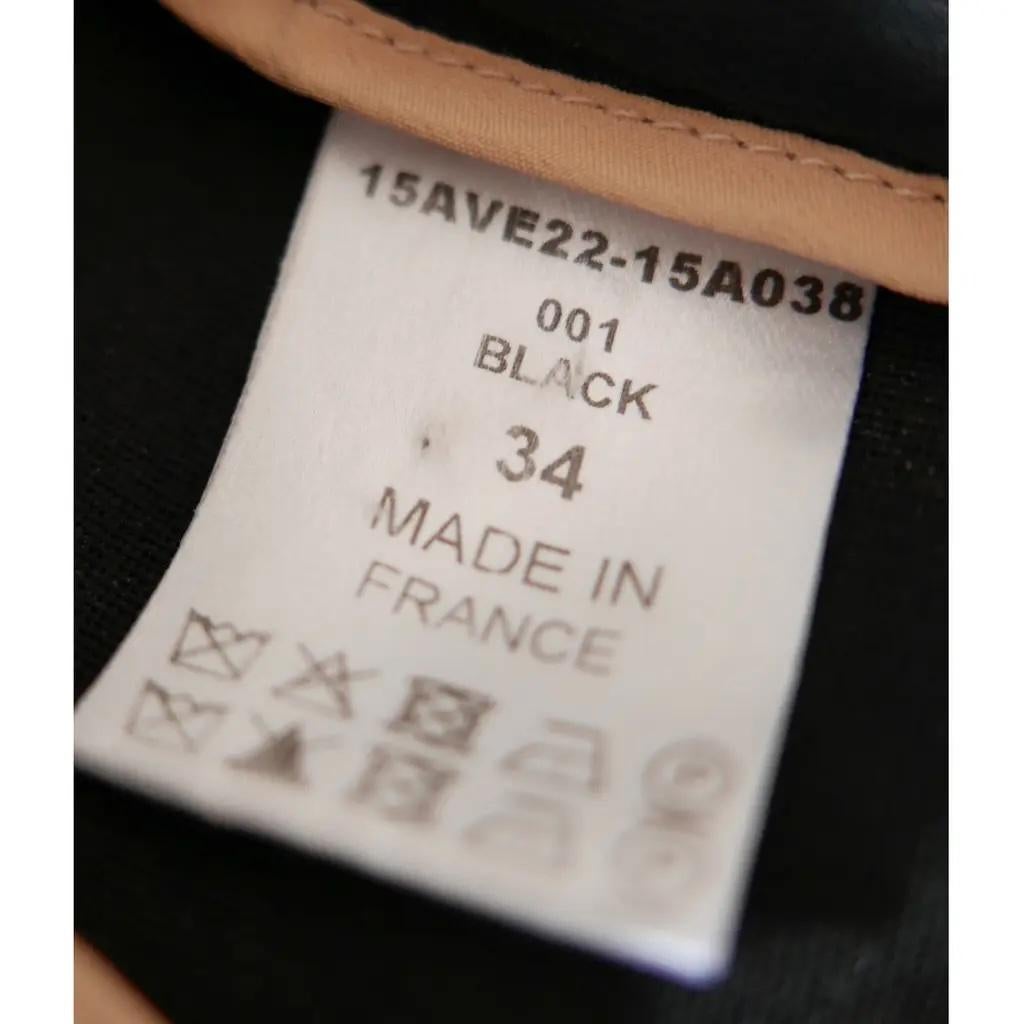 15AVE22-15A038
001
BLACK
34
MADE IN
FRANCE